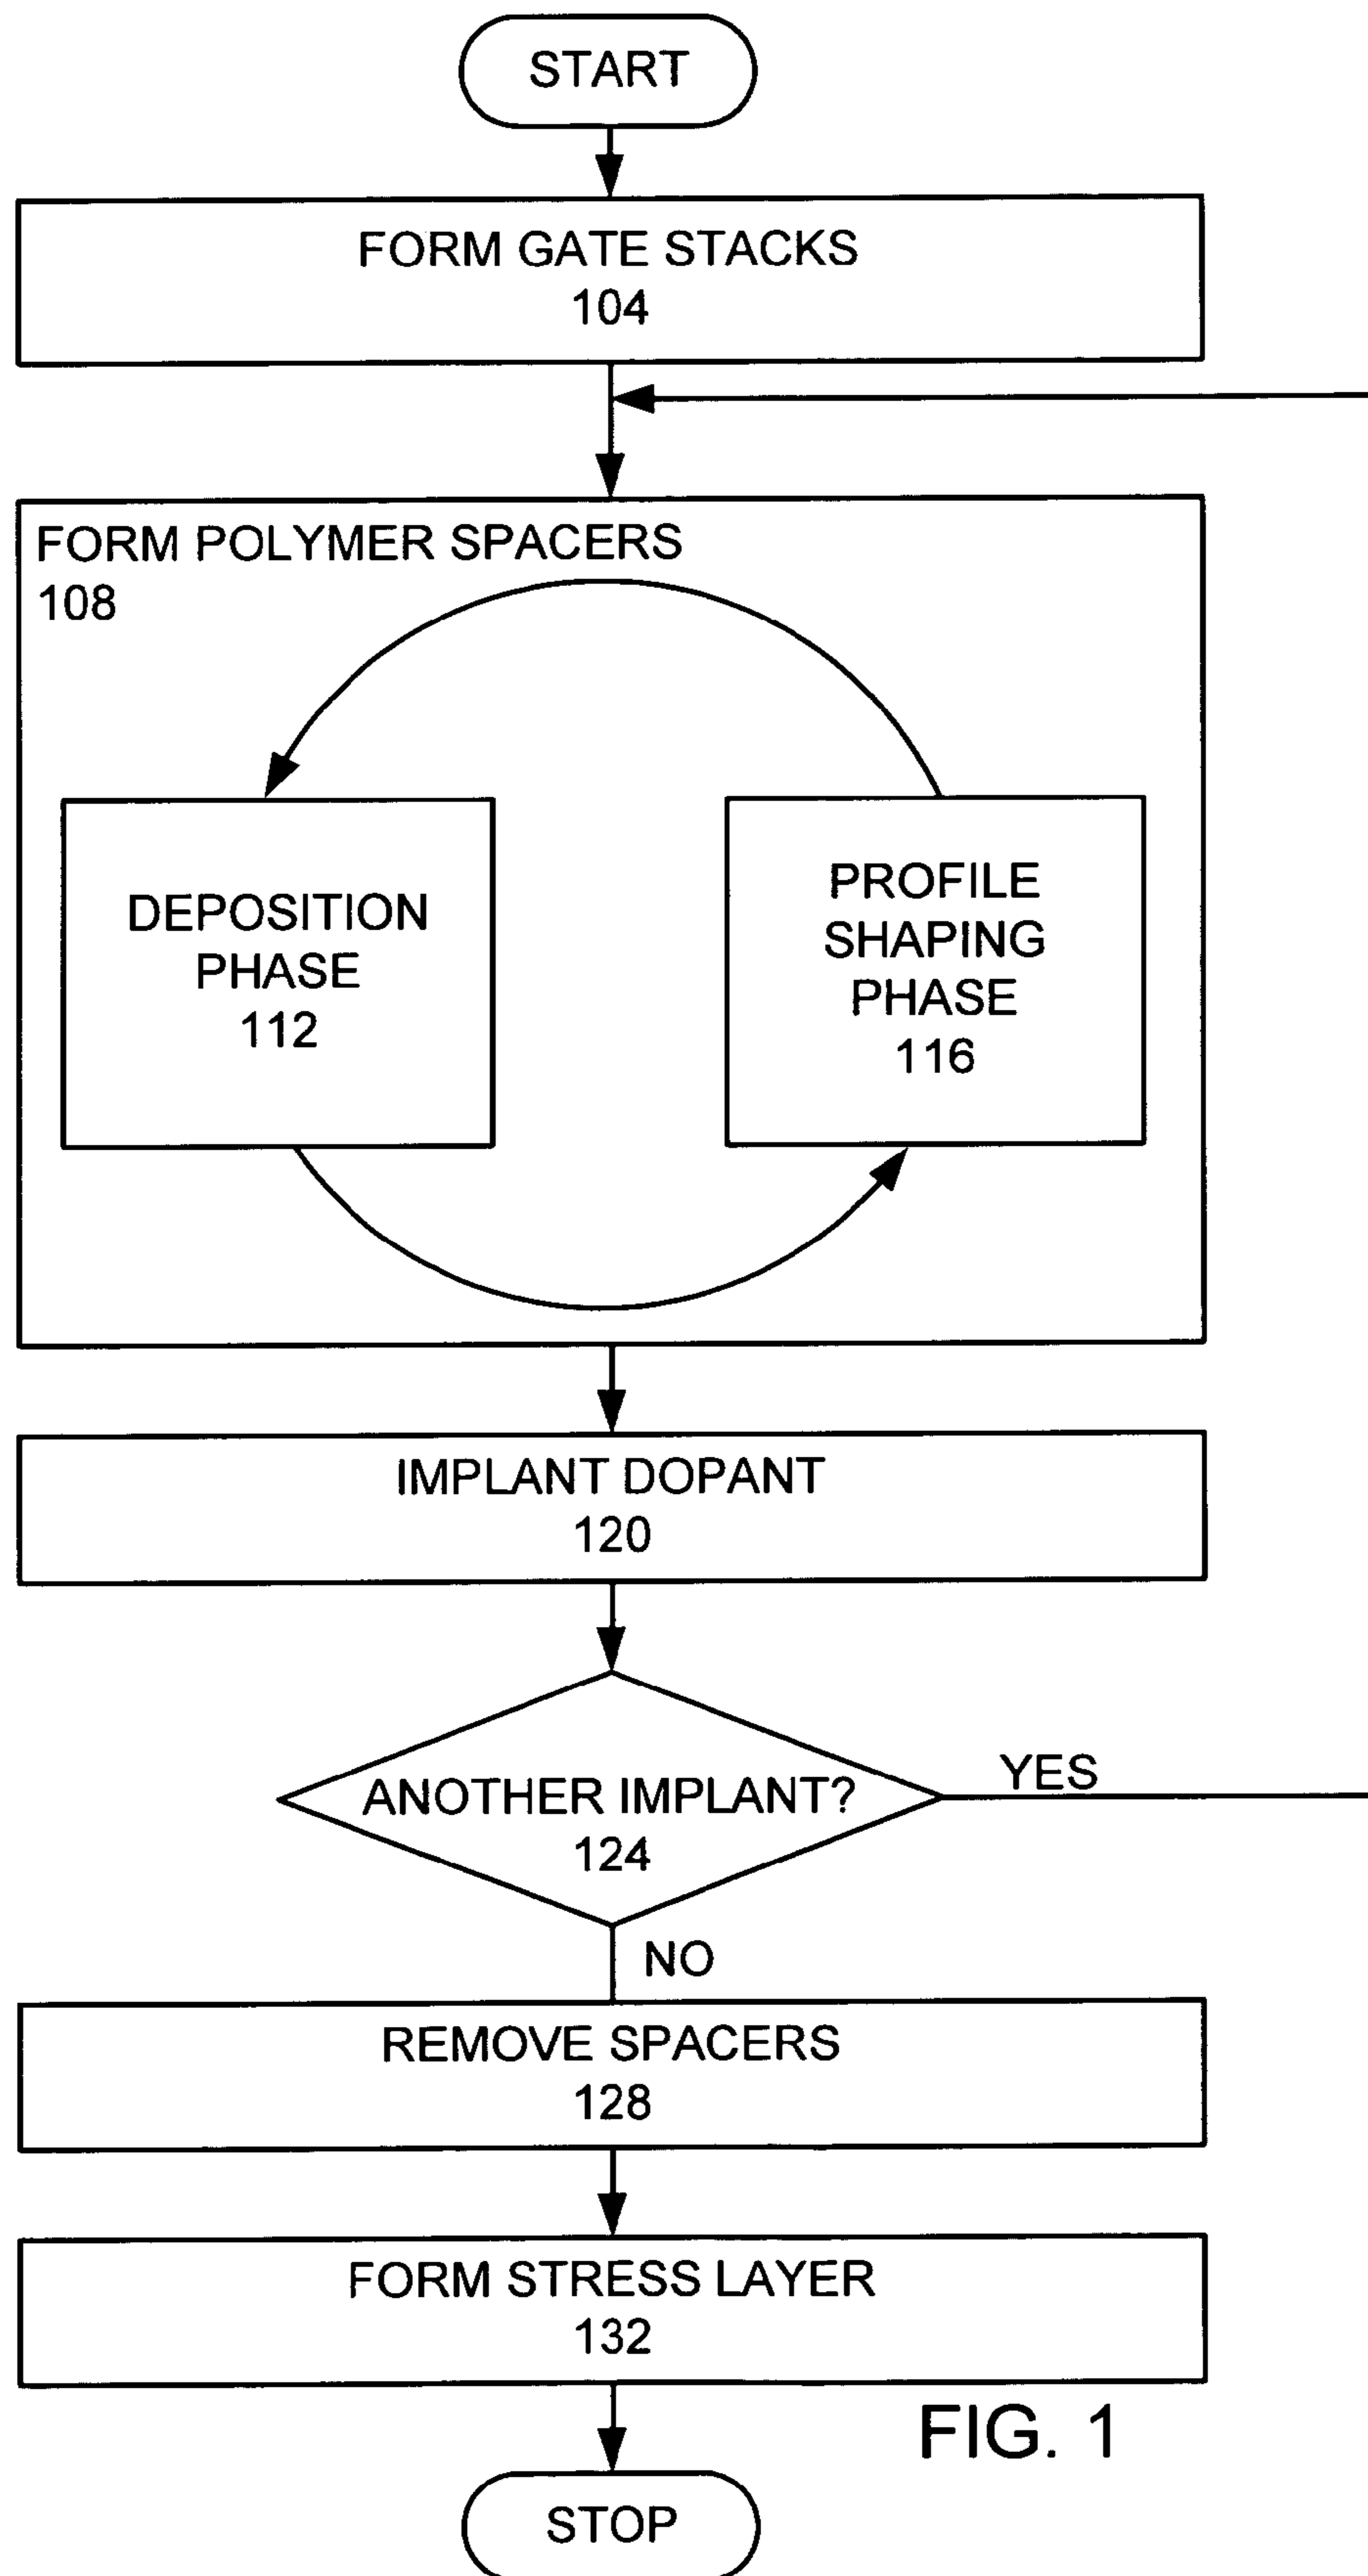 START
FORM GATE STACKS
104
FORM POLYMER SPACERS
108
DEPOSITION
PHASE
112
PROFILE
SHAPING
PHASE
116
IMPLANT DOPANT
120
ANOTHER IMPLANT?
124
YES
NO
REMOVE SPACERS
128
FORM STRESS LAYER
132
FIG. 1
STOP